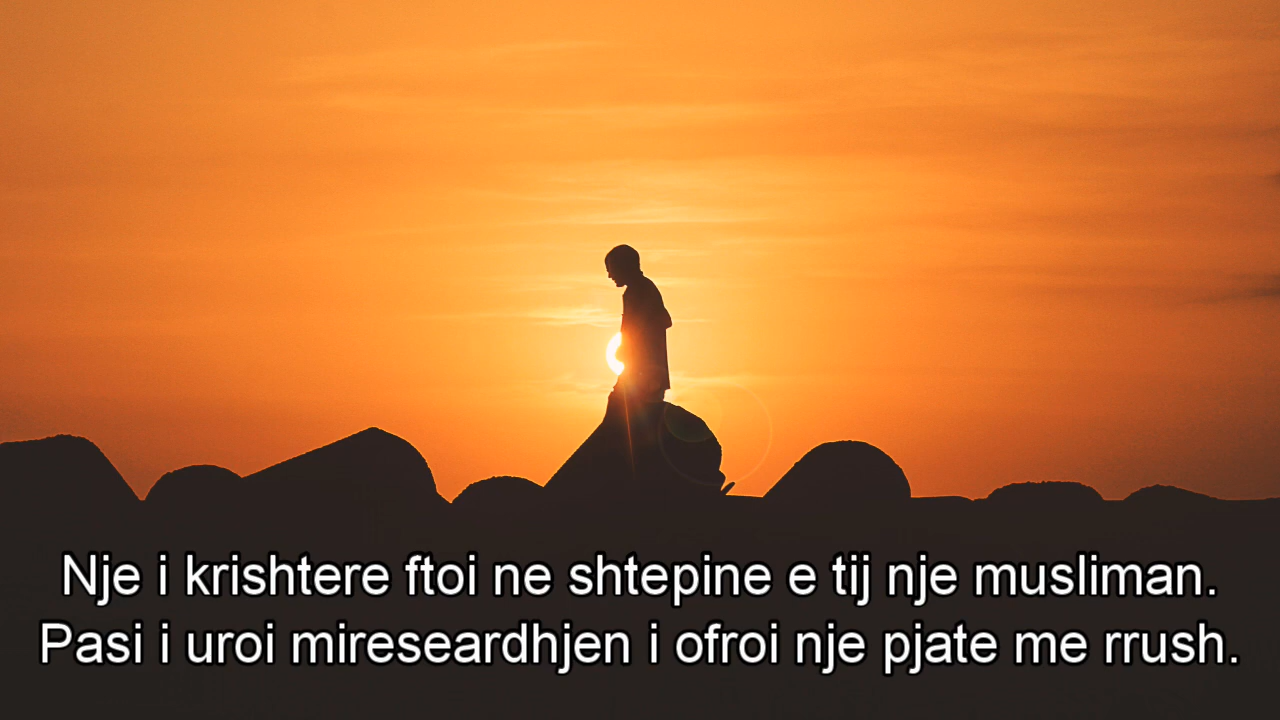 Nje i krishtere ftoi ne shtepine e tij nje musliman.
Pasi i uroi mireseardhjen i ofroi nje pjate me rrush.